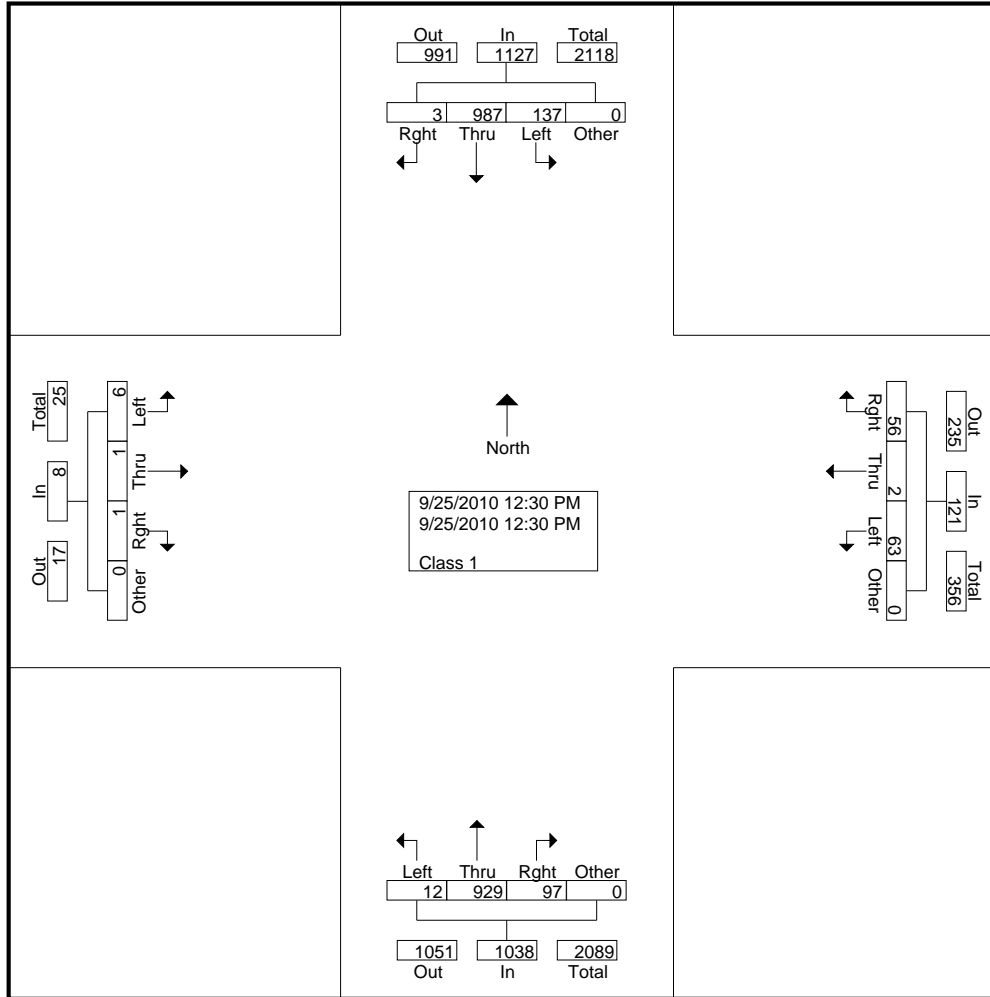 Out In Total
991 1127 2118
3 987 137 0
Rght Thru Left Other
Total 25
In 8
Out 17
6 1 1 0
Left Thru Rght Other
North
9/25/2010 12:30 PM
9/25/2010 12:30 PM
Class 1
Rght Thru Left Other
56 2 63 0
Out 235
In 121
Total 356
Left Thru Rght Other
12 929 97 0
1051 1038 2089
Out In Total